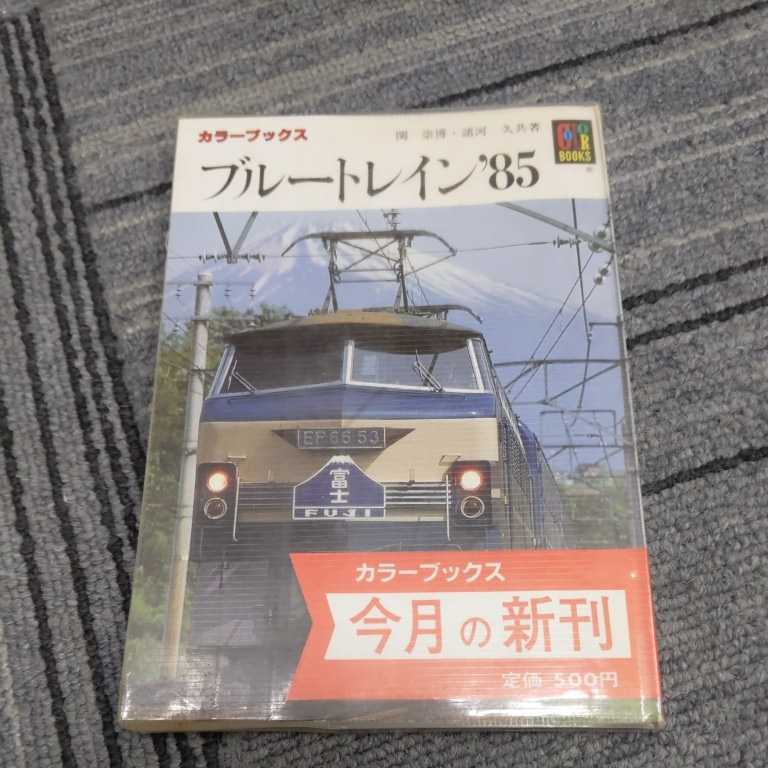 カラーブックス
関 崇博・諸河 久共著
COLOR
BOOKS
ブルートレイン'85
EF66 53
富士
FUJI
カラーブックス
今月の新刊
定価 500円